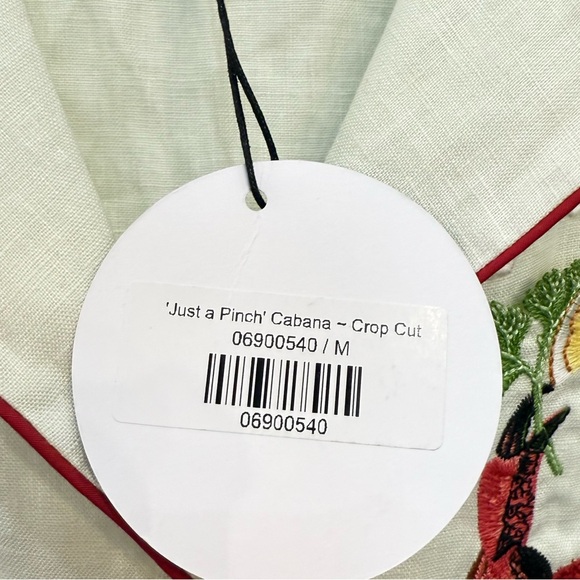 'Just a Pinch' Cabana ~ Crop Cut
06900540 / M
06900540